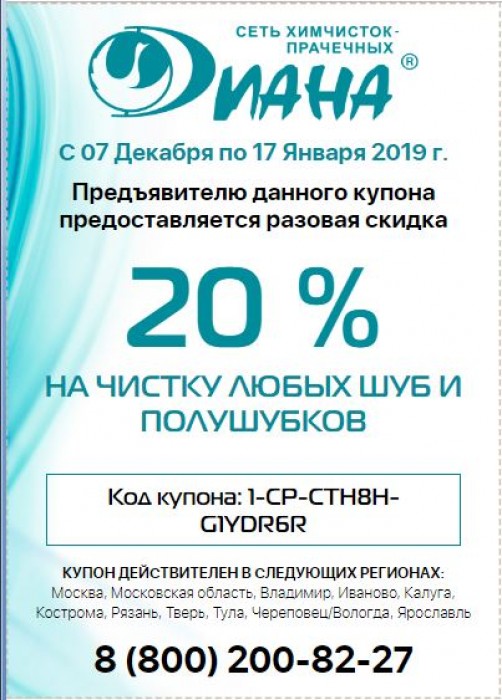 СЕТЬ ХИМЧИСТОК-
ПРАЧЕЧНЫХ
ДИАНА®
С 07 Декабря по 17 Января 2019 г.
Предъявителю данного купона
предоставляется разовая скидка
20 %
НА ЧИСТКУ ЛЮБЫХ ШУБ И
ПОЛУШУБКОВ
Код купона: 1-CP-CTH8H-
G1YDR6R
КУПОН ДЕЙСТВИТЕЛЕН В СЛЕДУЮЩИХ РЕГИОНАХ:
Москва, Московская область, Владимир, Иваново, Калуга,
Кострома, Рязань, Тверь, Тула, Череповец/Вологда, Ярославль
8 (800) 200-82-27